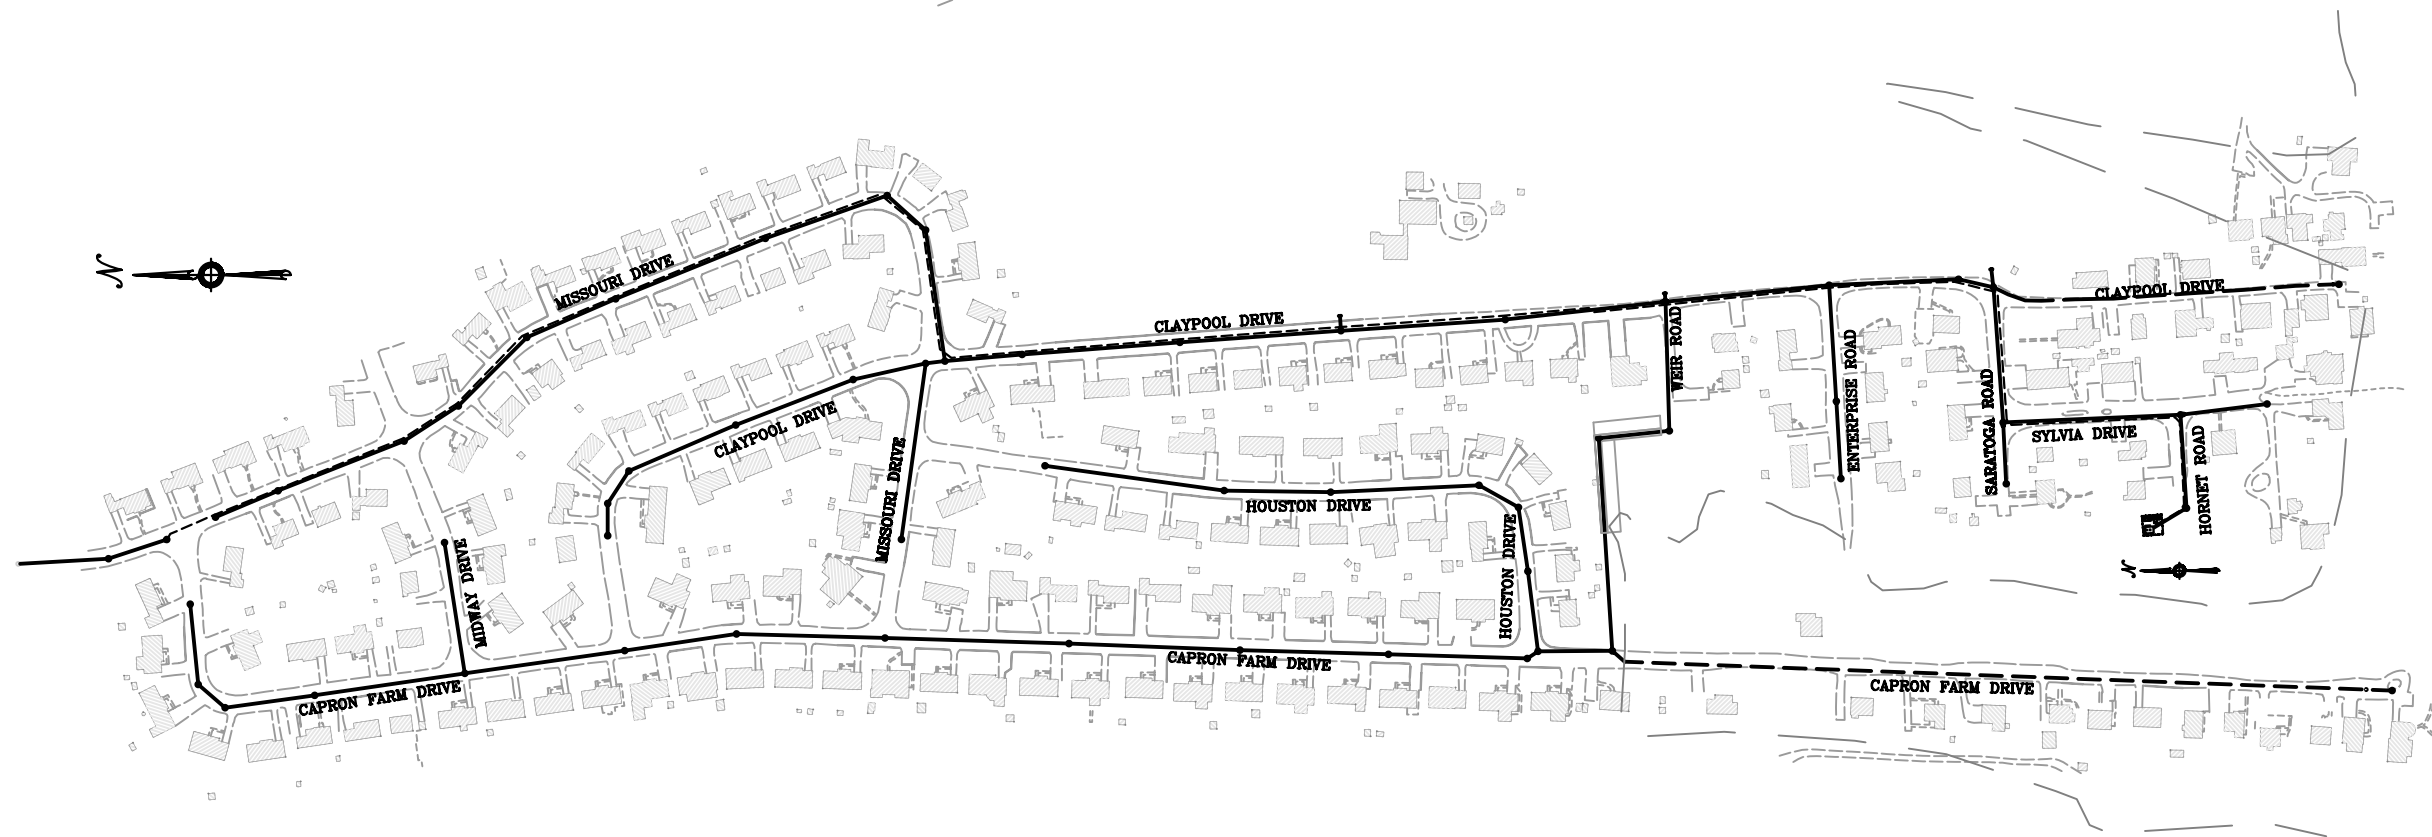 MISSOURI DRIVE
N
CLAYPOOL DRIVE
CLAYPOOL DRIVE
WEIR ROAD
ENTERPRISE ROAD
SARATOGA ROAD
CLAYPOOL DRIVE
MISSOURI DRIVE
SYLVIA DRIVE
HORNET ROAD
HOUSTON DRIVE
MIDWAY DRIVE
HOUSTON DRIVE
N
CAPRON FARM DRIVE
CAPRON FARM DRIVE
CAPRON FARM DRIVE